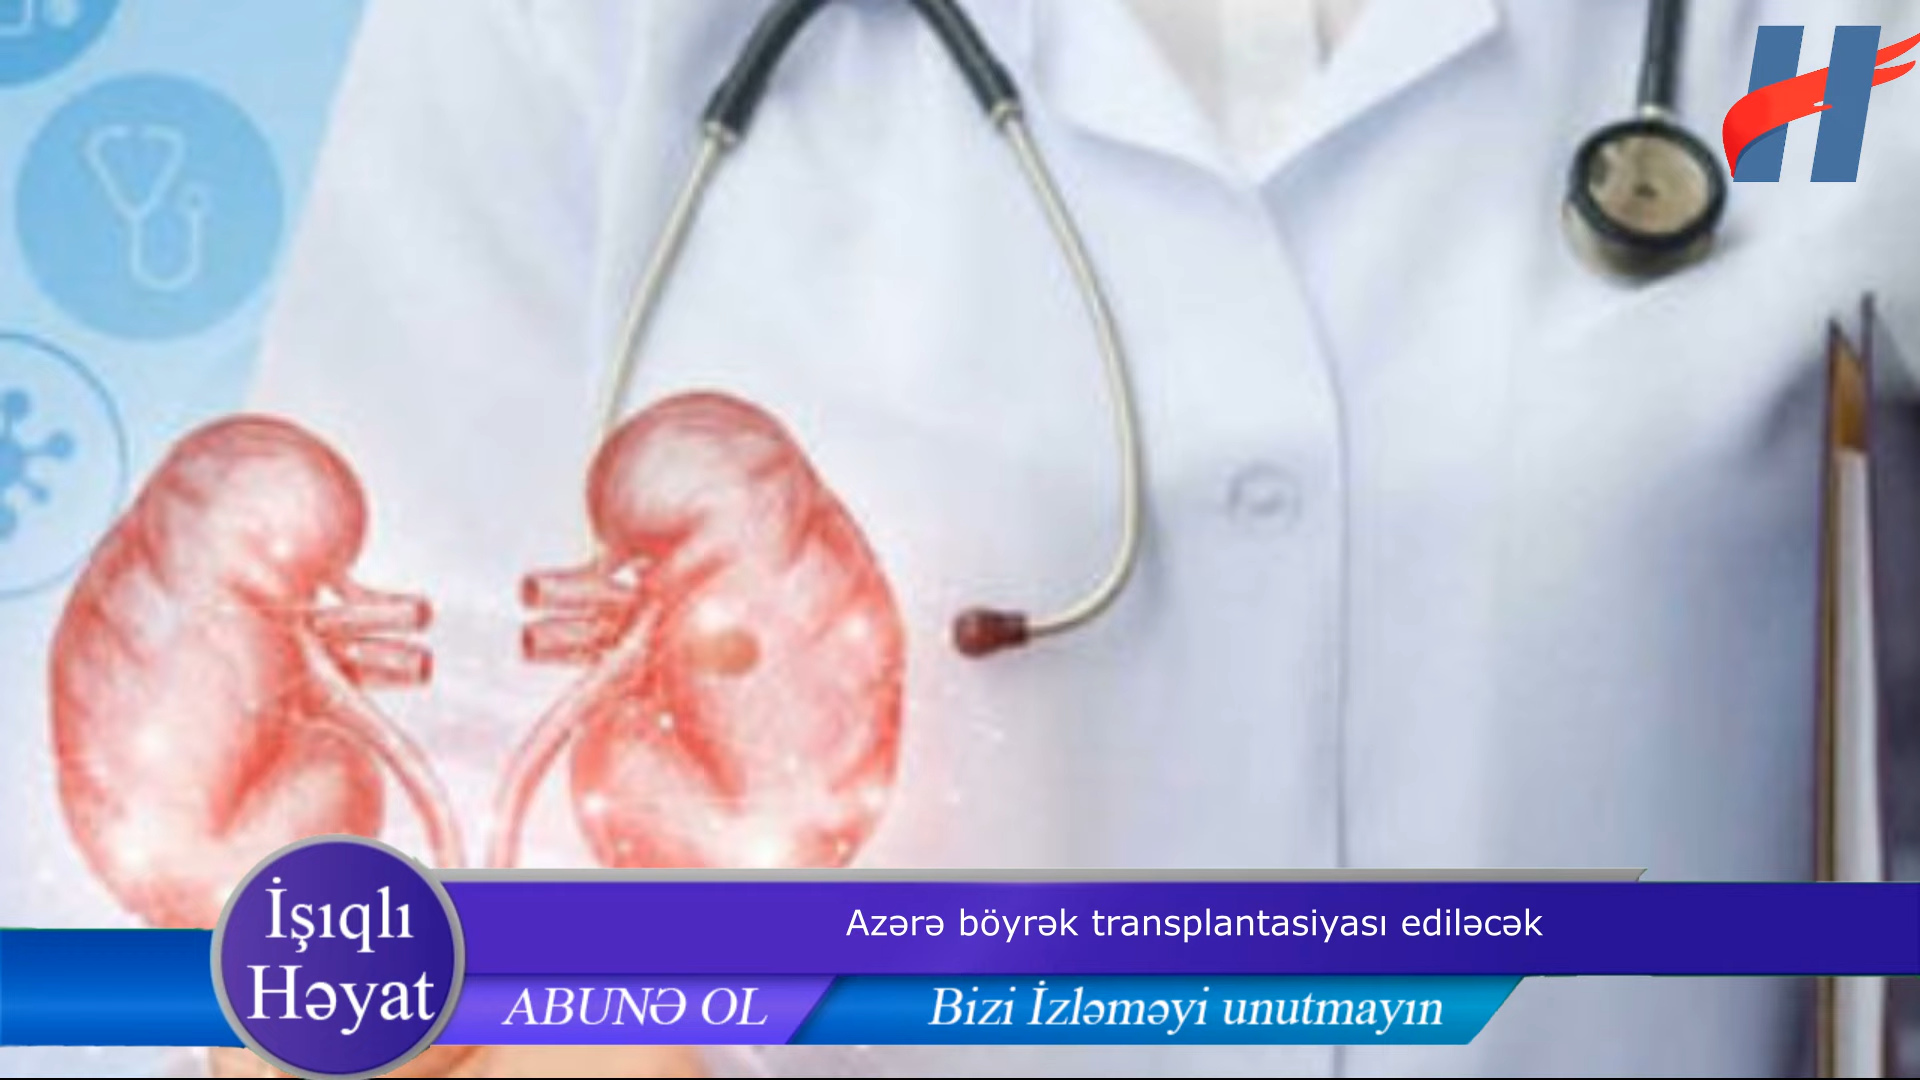 H
Azərə böyrək transplantasiyası ediləcək
İşıqlı
Həyat
ABUNƏ OL
Bizi İzləməyi unutmayın